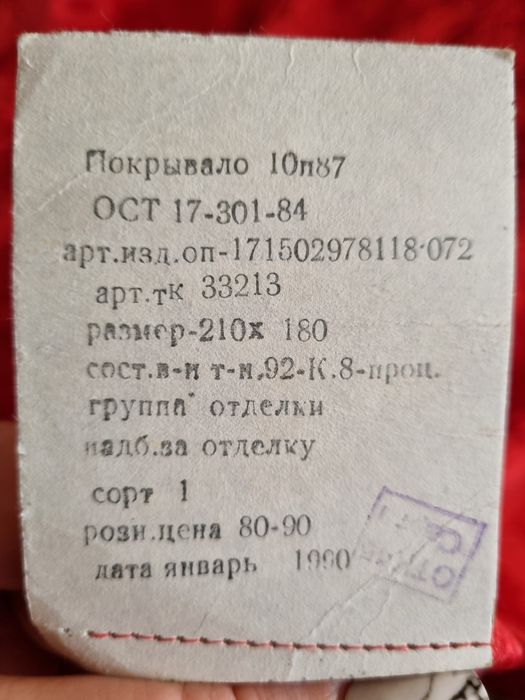 Покрывало 10п87
ОСТ 17-301-84
арт.изд.оп-171502978118·072
арт.тк 33213
размер-210х 180
сост.в-и т-и,92-К.8-проц.
группа отделки
надб.за отделку
сорт 1
розн.цена 80-90
дата январь 1990